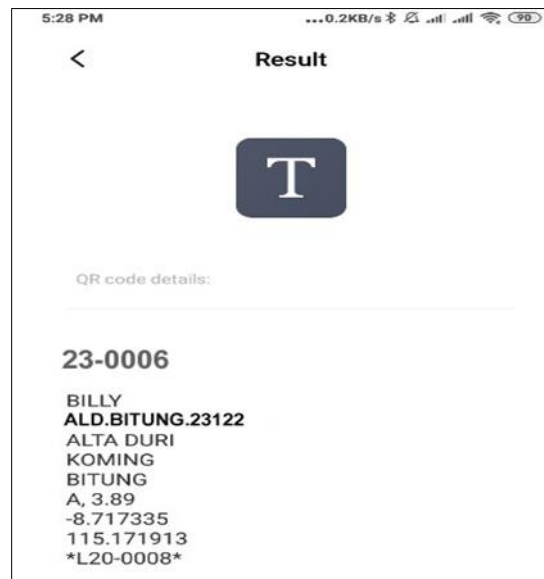 5:28 PM ...0.2KB/s 90
Result
T
QR code details:
23-0006
BILLY
ALD.BITUNG.23122
ALTA DURI
KOMING
BITUNG
A, 3.89
-8.717335
115.171913
*L20-0008*